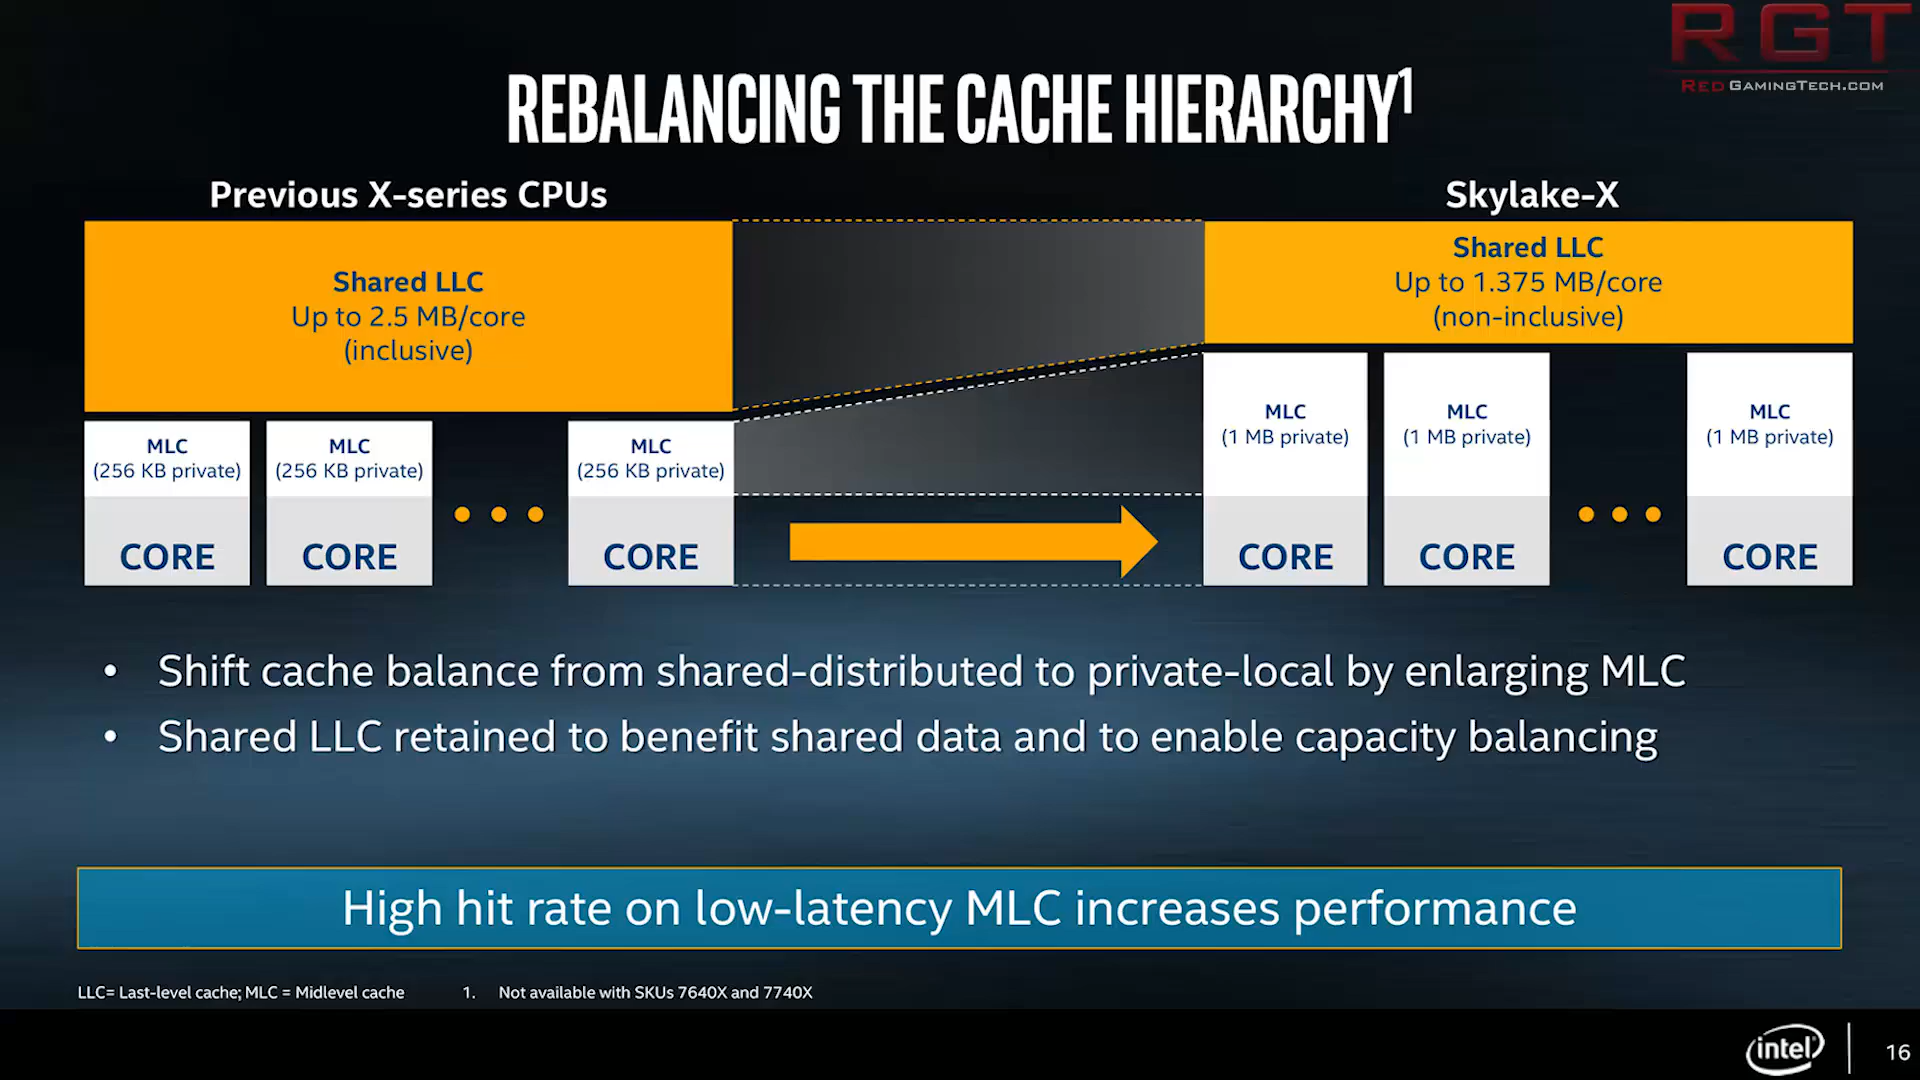 RGT
RED GAMINGTECH.COM
REBALANCING THE CACHE HIERARCHY1
Previous X-series CPUs
Skylake-X
Shared LLC
Up to 2.5 MB/core
(inclusive)
Shared LLC
Up to 1.375 MB/core
(non-inclusive)
MLC
(256 KB private)
CORE
MLC
(256 KB private)
CORE
MLC
(256 KB private)
CORE
MLC
(1 MB private)
CORE
MLC
(1 MB private)
CORE
MLC
(1 MB private)
CORE
• Shift cache balance from shared-distributed to private-local by enlarging MLC
• Shared LLC retained to benefit shared data and to enable capacity balancing
High hit rate on low-latency MLC increases performance
LLC= Last-level cache; MLC = Midlevel cache 1. Not available with SKUs 7640X and 7740X
intel 16